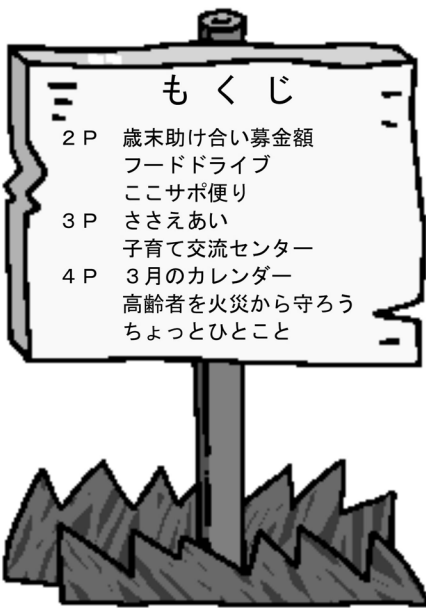 もくじ
２Ｐ　歳末助け合い募金額
フードドライブ
ここサポ便り
３Ｐ　ささえあい
子育て交流センター
４Ｐ　３月のカレンダー
高齢者を火災から守ろう
ちょっとひとこと